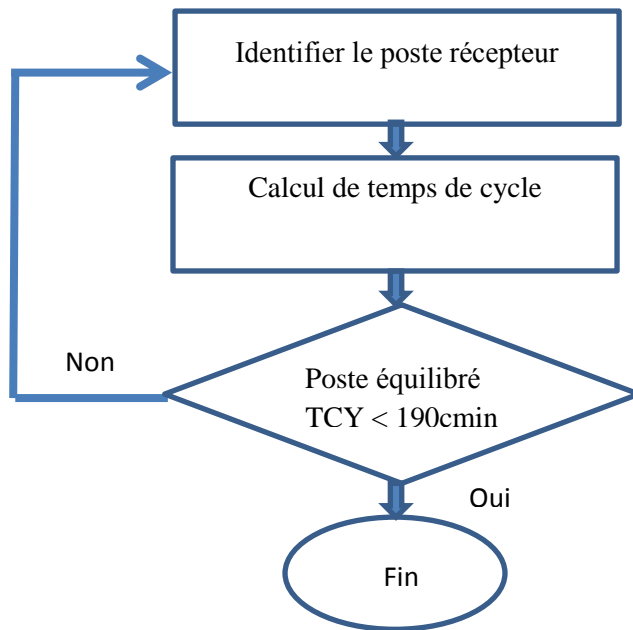 Identifier le poste récepteur
Calcul de temps de cycle
Non
Poste équilibré
TCY < 190cmin
Oui
Fin